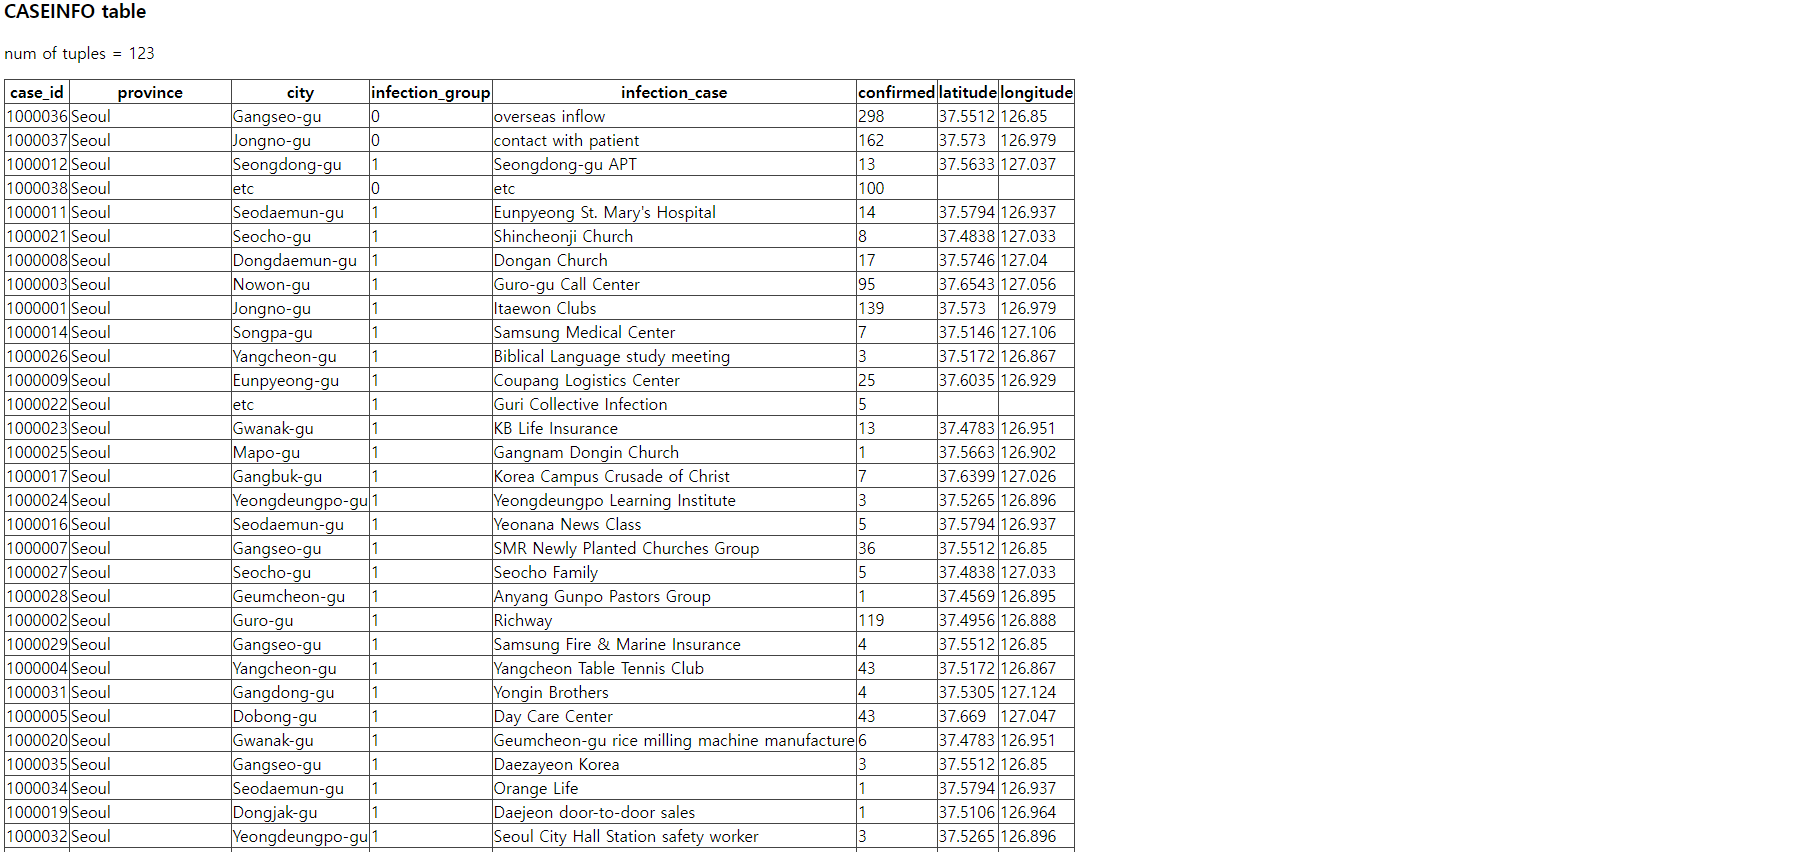 CASEINFO table
num of tuples = 123
case_id province city infection_group infection_case confirmed latitude longitude
1000036 Seoul Gangseo-gu 0 overseas inflow 298 37.5512 126.85
1000037 Seoul Jongno-gu 0 contact with patient 162 37.573 126.979
1000012 Seoul Seongdong-gu 1 Seongdong-gu APT 13 37.5633 127.037
1000038 Seoul etc 0 etc 100
1000011 Seoul Seodaemun-gu 1 Eunpyeong St. Mary's Hospital 14 37.5794 126.937
1000021 Seoul Seocho-gu 1 Shincheonji Church 8 37.4838 127.033
1000008 Seoul Dongdaemun-gu 1 Dongan Church 17 37.5746 127.04
1000003 Seoul Nowon-gu 1 Guro-gu Call Center 95 37.6543 127.056
1000001 Seoul Jongno-gu 1 Itaewon Clubs 139 37.573 126.979
1000014 Seoul Songpa-gu 1 Samsung Medical Center 7 37.5146 127.106
1000026 Seoul Yangcheon-gu 1 Biblical Language study meeting 3 37.5172 126.867
1000009 Seoul Eunpyeong-gu 1 Coupang Logistics Center 25 37.6035 126.929
1000022 Seoul etc 1 Guri Collective Infection 5
1000023 Seoul Gwanak-gu 1 KB Life Insurance 13 37.4783 126.951
1000025 Seoul Mapo-gu 1 Gangnam Dongin Church 1 37.5663 126.902
1000017 Seoul Gangbuk-gu 1 Korea Campus Crusade of Christ 7 37.6399 127.026
1000024 Seoul Yeongdeungpo-gu 1 Yeongdeungpo Learning Institute 3 37.5265 126.896
1000016 Seoul Seodaemun-gu 1 Yeonana News Class 5 37.5794 126.937
1000007 Seoul Gangseo-gu 1 SMR Newly Planted Churches Group 36 37.5512 126.85
1000027 Seoul Seocho-gu 1 Seocho Family 5 37.4838 127.033
1000028 Seoul Geumcheon-gu 1 Anyang Gunpo Pastors Group 1 37.4569 126.895
1000002 Seoul Guro-gu 1 Richway 119 37.4956 126.888
1000029 Seoul Gangseo-gu 1 Samsung Fire & Marine Insurance 4 37.5512 126.85
1000004 Seoul Yangcheon-gu 1 Yangcheon Table Tennis Club 43 37.5172 126.867
1000031 Seoul Gangdong-gu 1 Yongin Brothers 4 37.5305 127.124
1000005 Seoul Dobong-gu 1 Day Care Center 43 37.669 127.047
1000020 Seoul Gwanak-gu 1 Geumcheon-gu rice milling machine manufacture 6 37.4783 126.951
1000035 Seoul Gangseo-gu 1 Daezayeon Korea 3 37.5512 126.85
1000034 Seoul Seodaemun-gu 1 Orange Life 1 37.5794 126.937
1000019 Seoul Dongjak-gu 1 Daejeon door-to-door sales 1 37.5106 126.964
1000032 Seoul Yeongdeungpo-gu 1 Seoul City Hall Station safety worker 3 37.5265 126.896